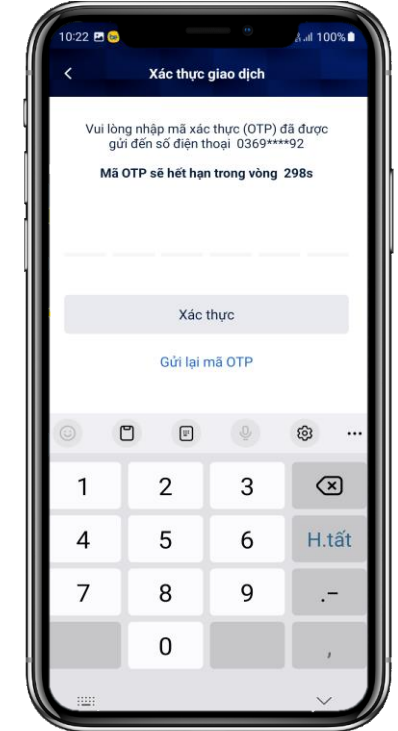 10:22
100%
Xác thực giao dịch
Vui lòng nhập mã xác thực (OTP) đã được
gửi đến số điện thoại 0369****92
Mã OTP sẽ hết hạn trong vòng 298s
Xác thực
Gửi lại mã OTP
1 2 3
4 5 6 H.tất
7 8 9 .–
0 ,